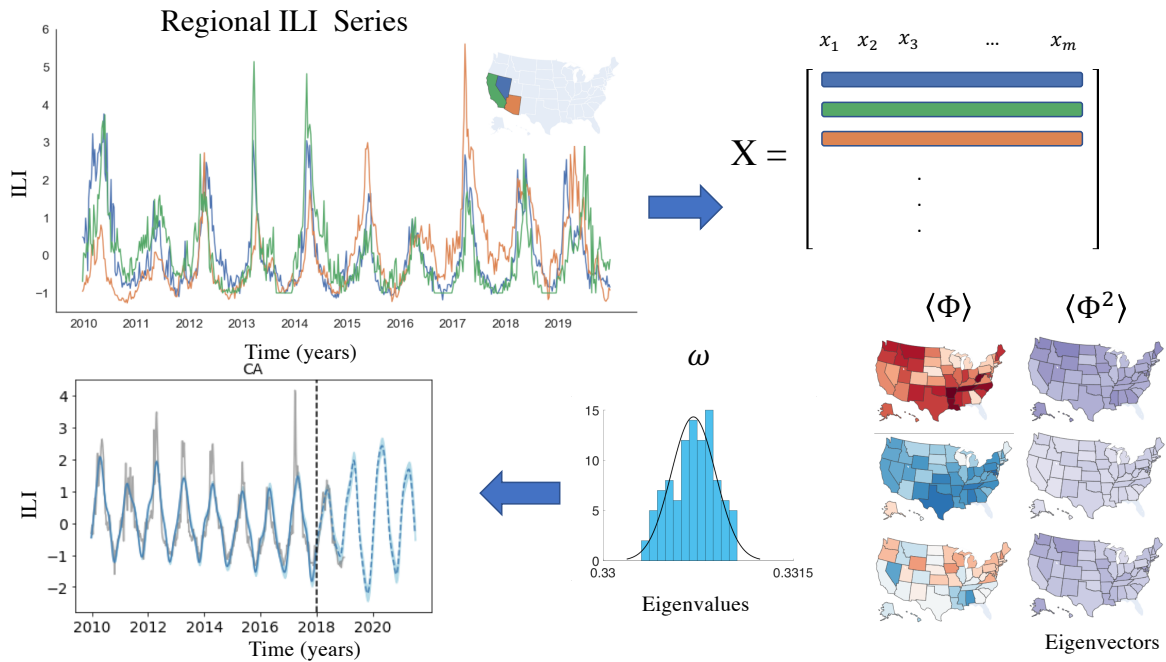 Regional ILI  Series
6
5
4
3
2
1
0
−1
ILI
2010 2011 2012 2013 2014 2015 2016 2017 2018 2019
Time (years)
x₁ x₂ x₃ ... x_m
X =
.
.
.
⟨Φ⟩ ⟨Φ²⟩
Eigenvectors
ω
15
10
5
0
0.33 0.3315
Eigenvalues
CA
4
3
2
1
0
−1
−2
ILI
2010 2012 2014 2016 2018 2020
Time (years)